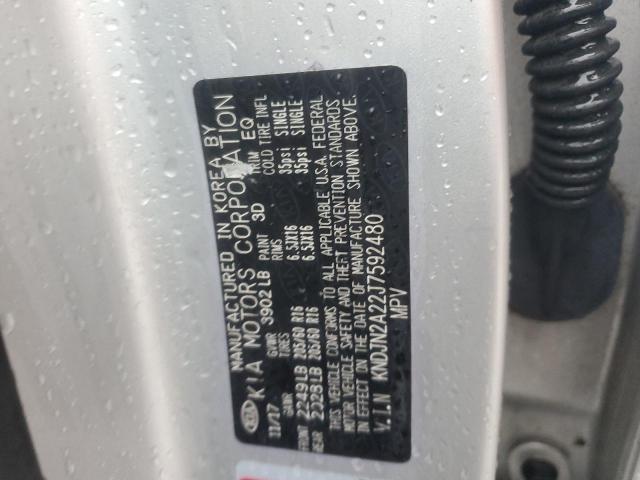 KIA
MANUFACTURED IN KOREA BY
KIA MOTORS CORPORATION
11/17 GVWR 3902LB PAINT 3D TRIM EQ
GAWR TIRES RIMS COLD TIRE INFL
FRONT 2249LB 205/60 R16 6.5JX16 35psi SINGLE
REAR 2028LB 205/60 R16 6.5JX16 35psi SINGLE
THIS VEHICLE CONFORMS TO ALL APPLICABLE U.S.A. FEDERAL
MOTOR VEHICLE SAFETY AND THEFT PREVENTION STANDARDS
IN EFFECT ON THE DATE OF MANUFACTURE SHOWN ABOVE.
V.I.N KNDJN2A22J7592480
MPV